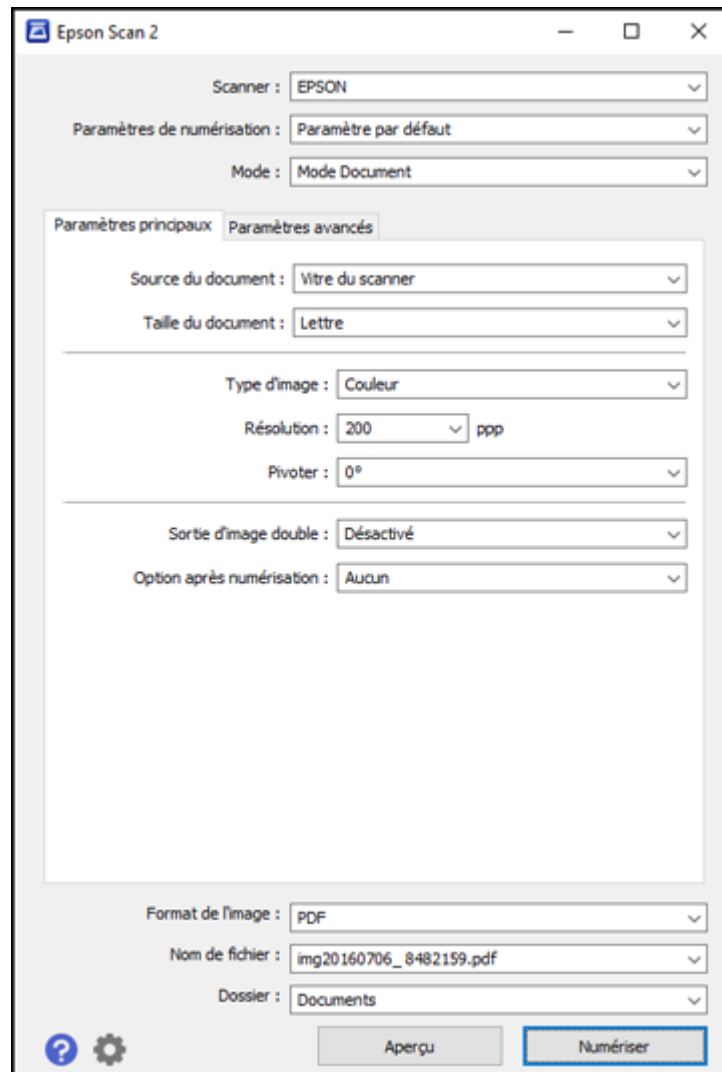 Epson Scan 2
Scanner : EPSON
Paramètres de numérisation : Paramètre par défaut
Mode : Mode Document
Paramètres principaux Paramètres avancés
Source du document : Vitre du scanner
Taille du document : Lettre
Type d'image : Couleur
Résolution : 200 ppp
Pivoter : 0°
Sortie d'image double : Désactivé
Option après numérisation : Aucun
Format de l'image : PDF
Nom de fichier : img20160706_8482159.pdf
Dossier : Documents
? Aperçu Numériser